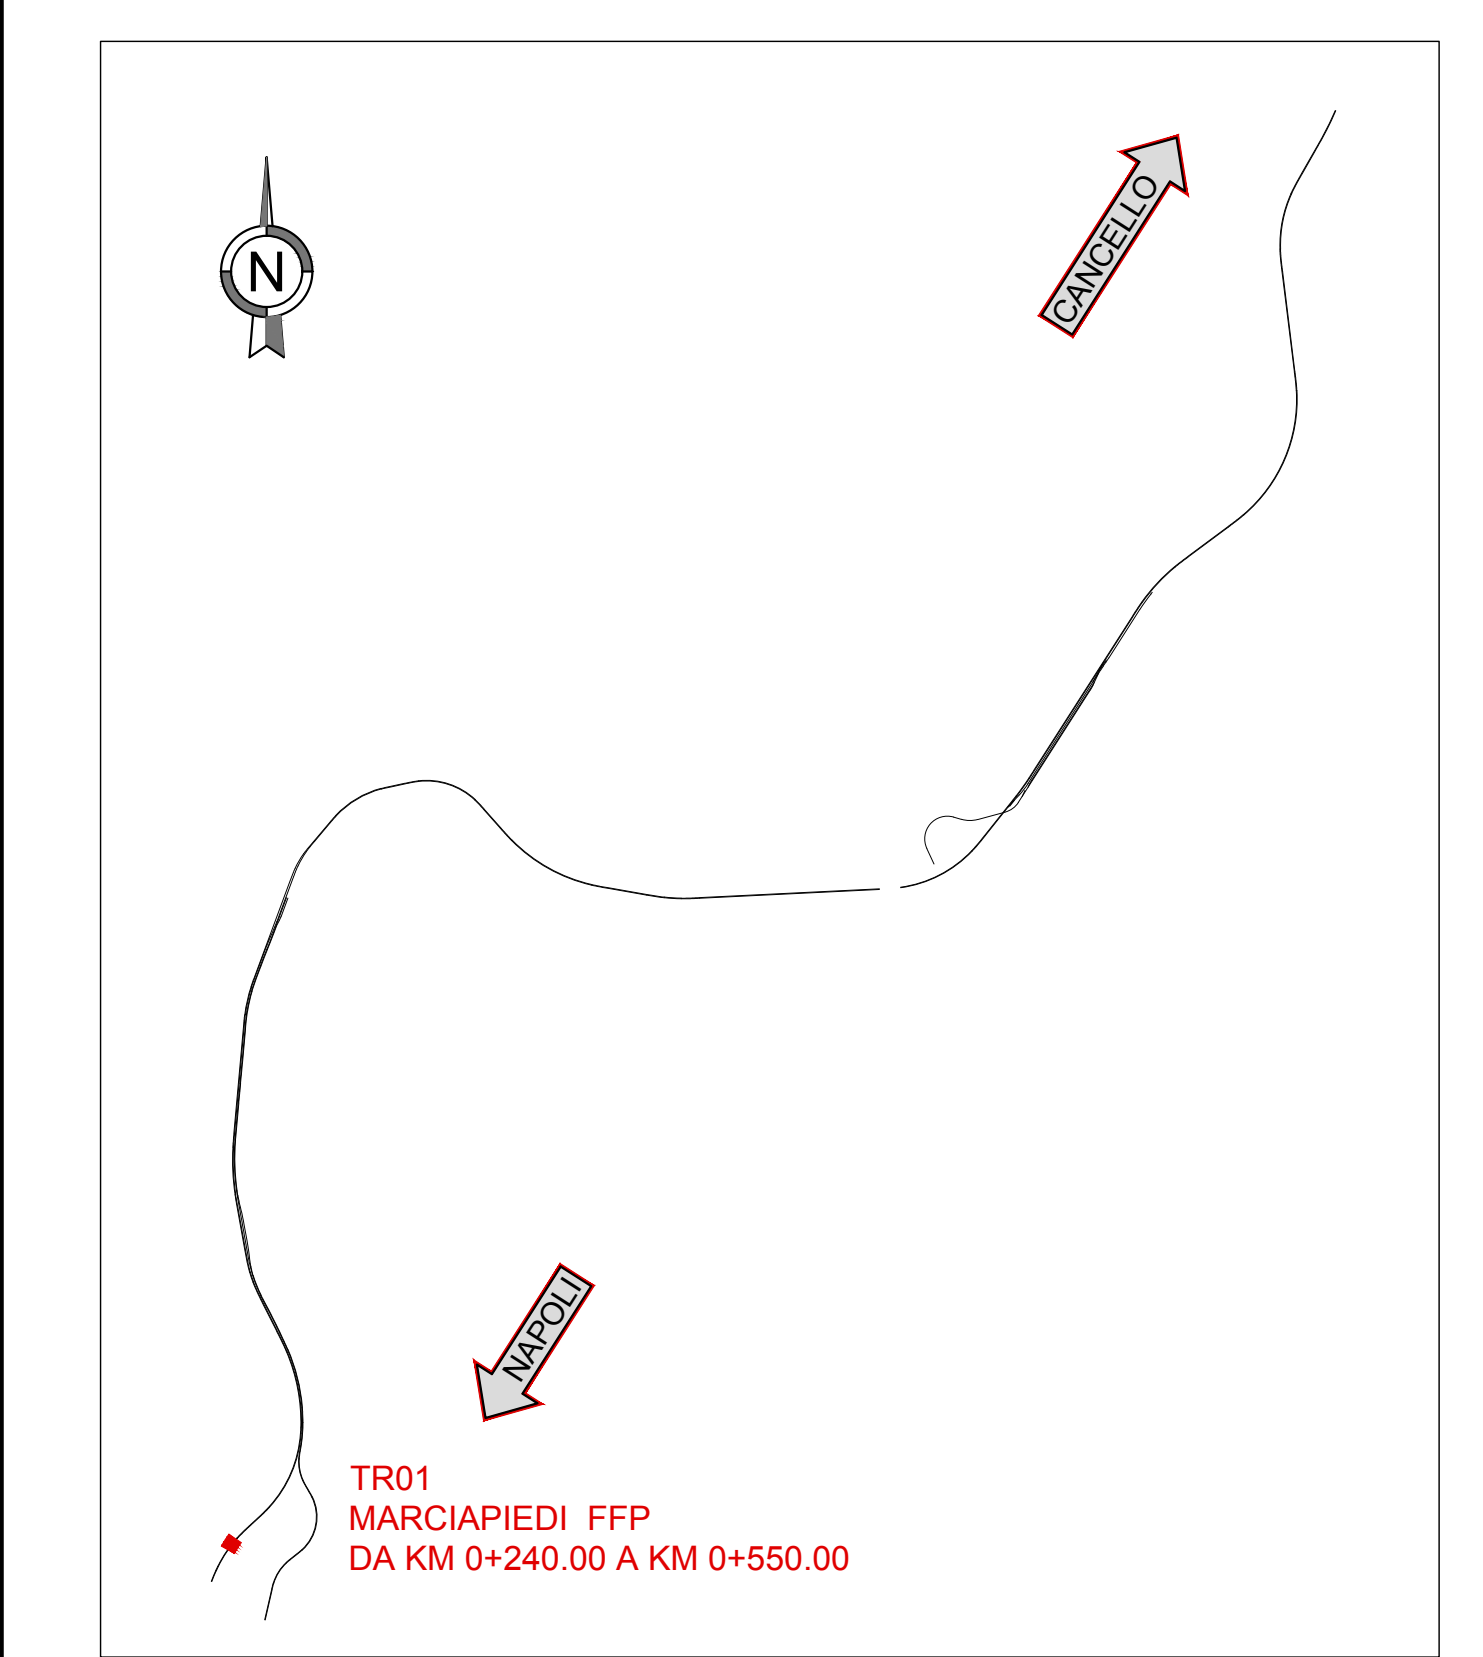 N
CANCELLO
NAPOLI
TR01
MARCIAPIEDI FFP
DA KM 0+240.00 A KM 0+550.00